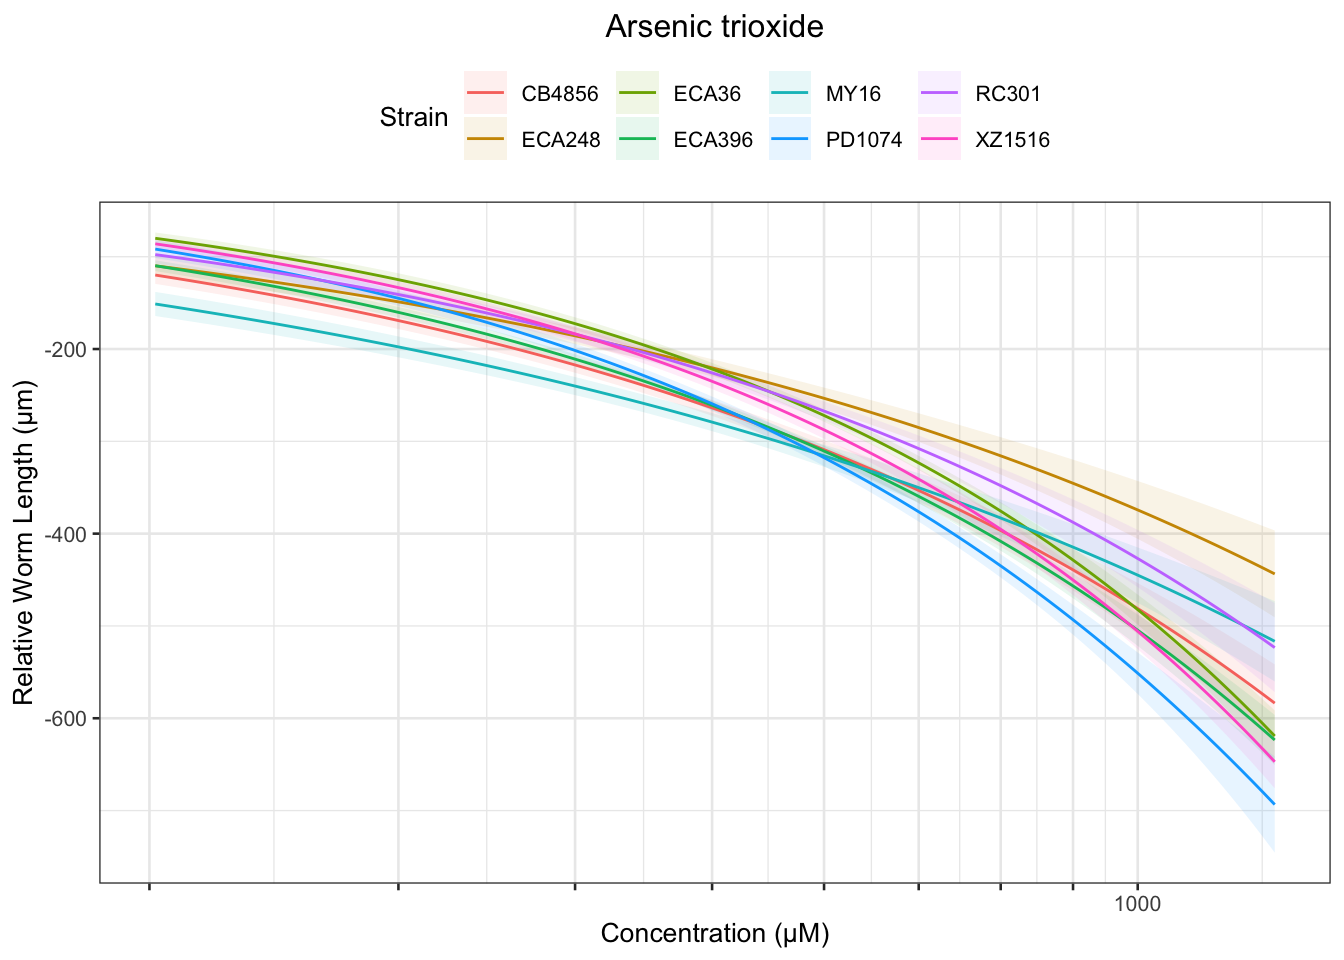 Arsenic trioxide
Strain
CB4856 ECA36 MY16 RC301
ECA248 ECA396 PD1074 XZ1516
Relative Worm Length (µm)
-200
-400
-600
1000
Concentration (µM)